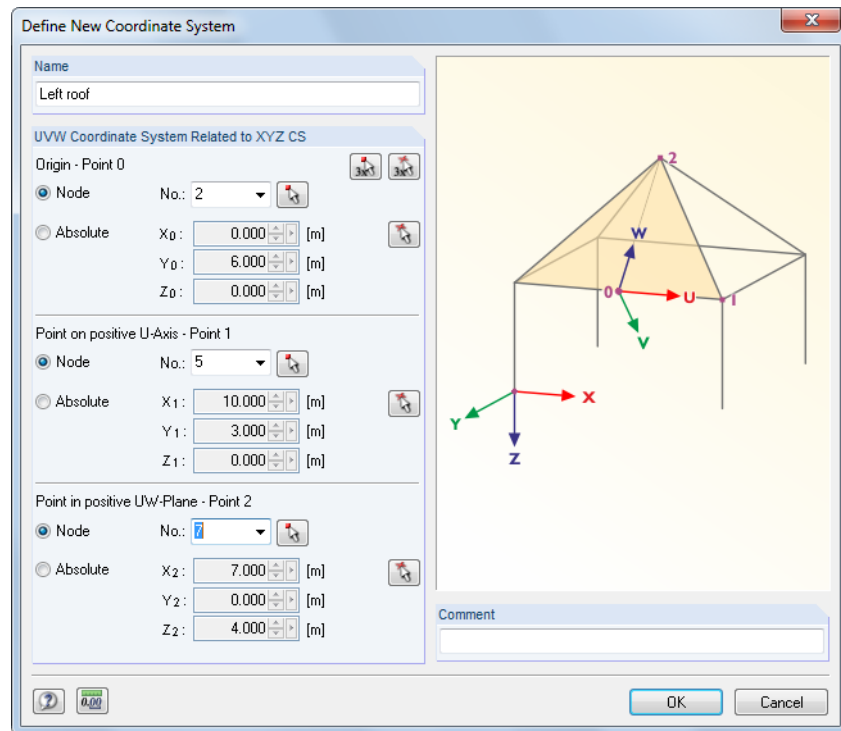 Define New Coordinate System
Name
Left roof
UVW Coordinate System Related to XYZ CS
Origin - Point 0
3x
3x
Node No.: 2
Absolute X0: 0.000 [m]
Y0: 6.000 [m]
Z0: 0.000 [m]
Point on positive U-Axis - Point 1
Node No.: 5
Absolute X1: 10.000 [m]
Y1: 3.000 [m]
Z1: 0.000 [m]
Point in positive UW-Plane - Point 2
Node No.: 7
Absolute X2: 7.000 [m]
Y2: 0.000 [m]
Z2: 4.000 [m]
2
W
0
U
1
V
X
Y
Z
Comment
?
0.00
OK
Cancel